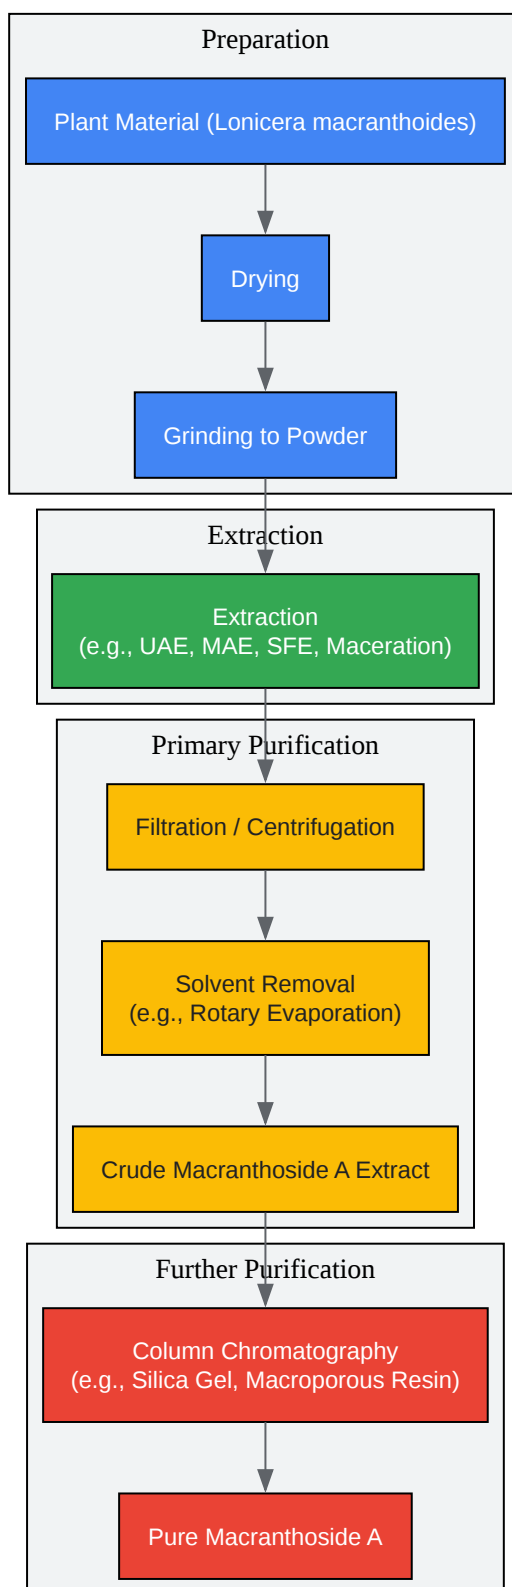 Preparation
Plant Material (Lonicera macranthoides)
Drying
Grinding to Powder
Extraction
Extraction
(e.g., UAE, MAE, SFE, Maceration)
Primary Purification
Filtration / Centrifugation
Solvent Removal
(e.g., Rotary Evaporation)
Crude Macranthoside A Extract
Further Purification
Column Chromatography
(e.g., Silica Gel, Macroporous Resin)
Pure Macranthoside A